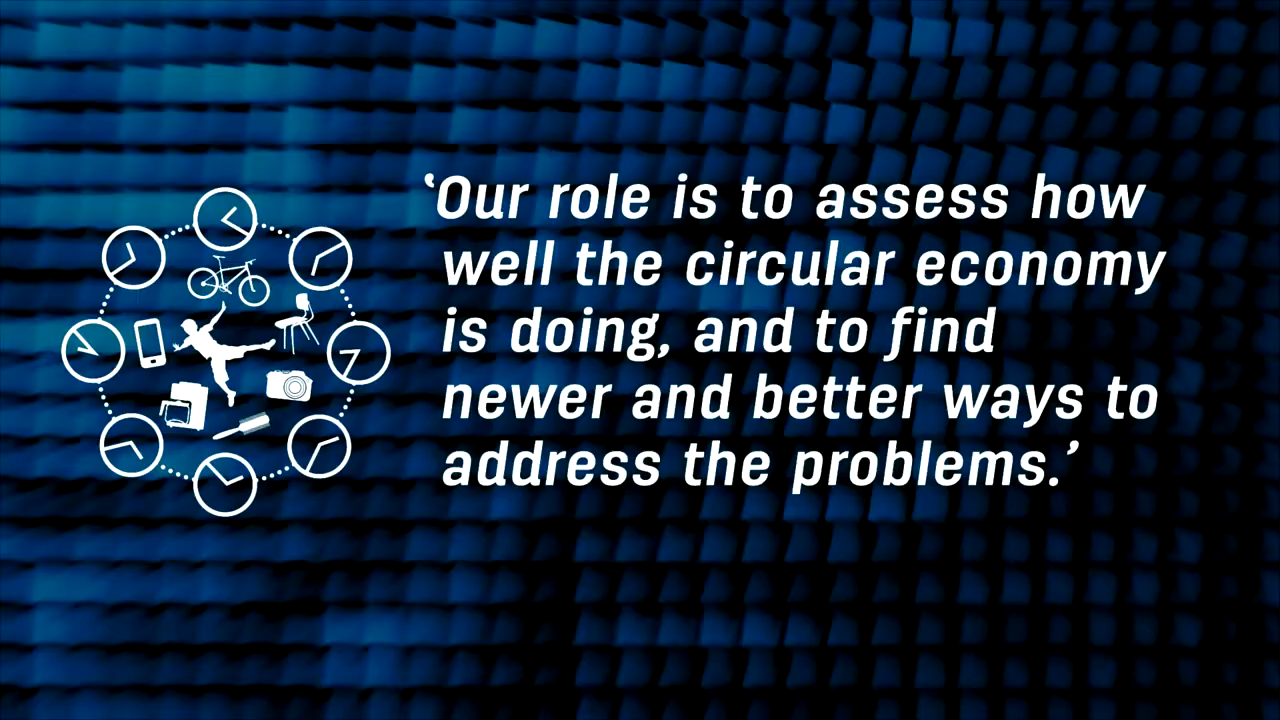 ‘Our role is to assess how
well the circular economy
is doing, and to find
newer and better ways to
address the problems.’